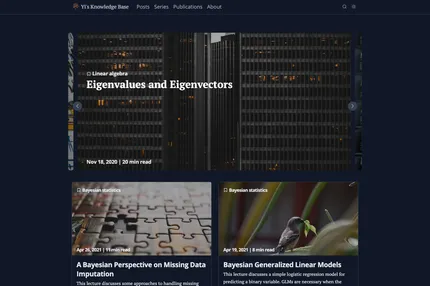 Yi's Knowledge Base
Posts Series Publications About
Linear algebra
Eigenvalues and Eigenvectors
Nov 18, 2020 | 20 min read
Bayesian statistics
Apr 26, 2021 | 11 min read
A Bayesian Perspective on Missing Data
Imputation
This lecture discusses some approaches to handling missing
Bayesian statistics
Apr 19, 2021 | 8 min read
Bayesian Generalized Linear Models
This lecture discusses a simple logistic regression model for
predicting a binary variable. GLMs are necessary when the